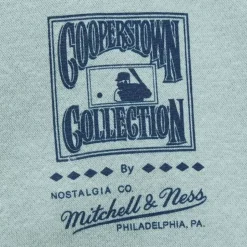 COOPERSTOWN
COLLECTION
By
NOSTALGIA CO.
Mitchell & Ness
PHILADELPHIA, PA.